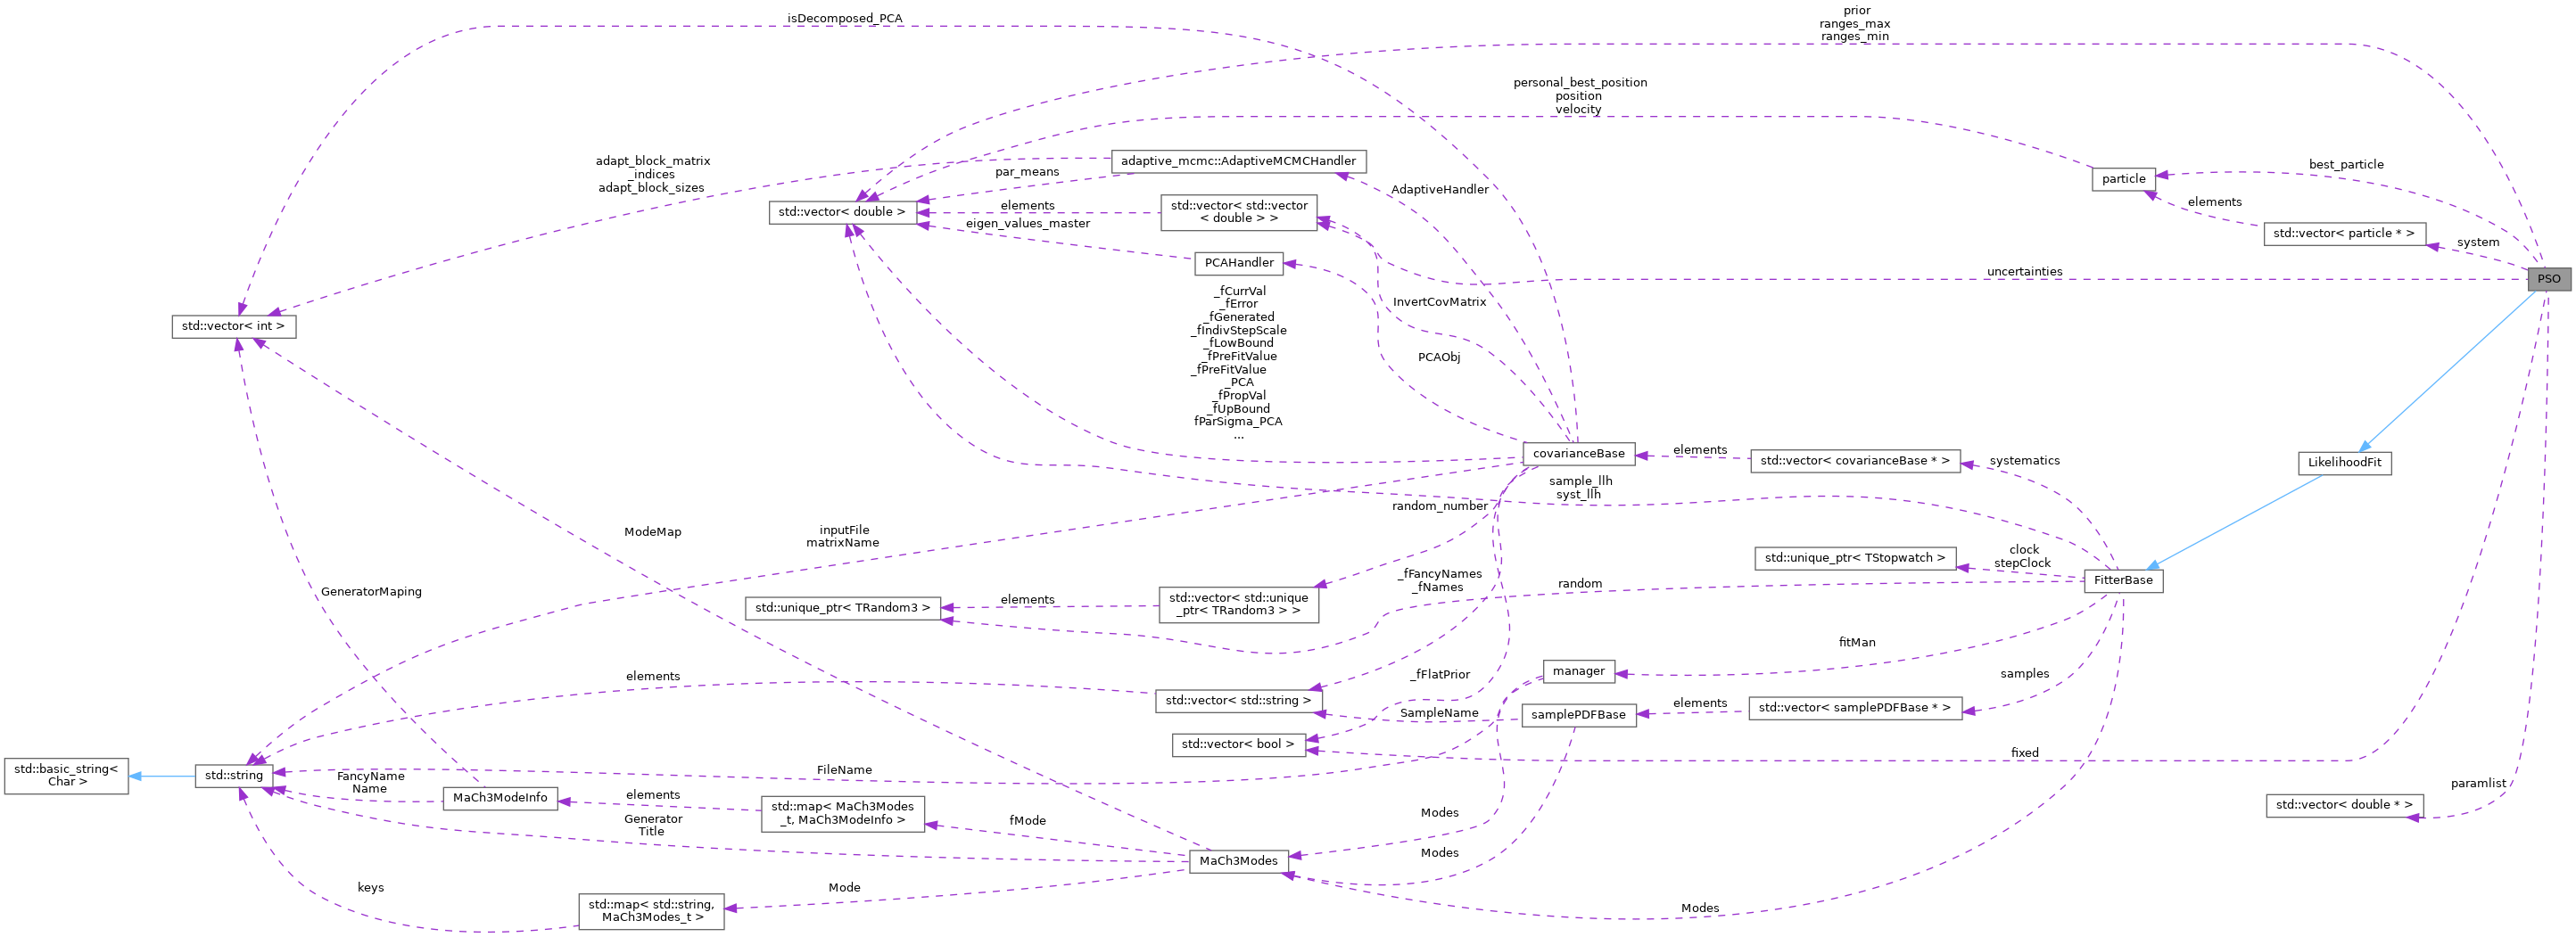 isDecomposed_PCA
prior
ranges_max
ranges_min
personal_best_position
position
velocity
adapt_block_matrix
_indices
adapt_block_sizes
adaptive_mcmc::AdaptiveMCMCHandler
par_means
AdaptiveHandler
best_particle
particle
elements
std::vector< double >
elements
std::vector< std::vector
< double > >
eigen_values_master
std::vector< particle * >
system
PCAHandler
uncertainties
PSO
_fCurrVal
_fError
_fGenerated
_fIndivStepScale
_fLowBound
_fPreFitValue
_fPreFitValue
_PCA
_fPropVal
_fUpBound
fParSigma_PCA
...
InvertCovMatrix
PCAObj
std::vector< int >
covarianceBase
elements
std::vector< covarianceBase * >
systematics
LikelihoodFit
sample_llh
syst_llh
random_number
inputFile
matrixName
ModeMap
std::unique_ptr< TStopwatch >
clock
stepClock
FitterBase
_fFancyNames
_fNames
random
GeneratorMaping
std::unique_ptr< TRandom3 >
elements
std::vector< std::unique
_ptr< TRandom3 > >
fitMan
manager
samples
elements
_fFlatPrior
std::vector< std::string >
SampleName
samplePDFBase
elements
std::vector< samplePDFBase * >
std::vector< bool >
fixed
std::basic_string<
Char >
std::string
FancyName
Name
FileName
paramlist
MaCh3ModeInfo
elements
std::map< MaCh3Modes
_t, MaCh3ModeInfo >
fMode
Modes
std::vector< double * >
Generator
Title
Modes
MaCh3Modes
keys
Mode
std::map< std::string,
MaCh3Modes_t >
Modes